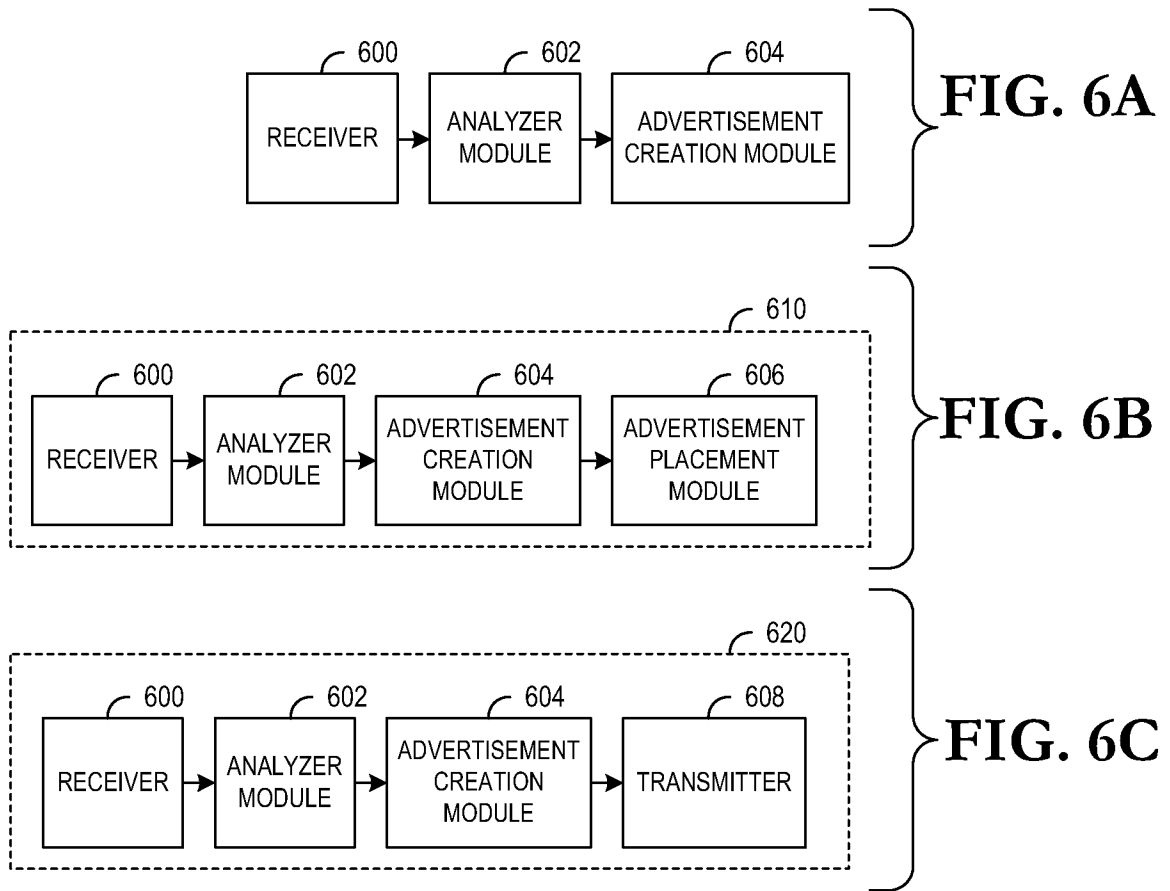 600
602
604
RECEIVER
ANALYZER
MODULE
ADVERTISEMENT
CREATION MODULE
FIG. 6A
610
600
602
604
606
RECEIVER
ANALYZER
MODULE
ADVERTISEMENT
CREATION
MODULE
ADVERTISEMENT
PLACEMENT
MODULE
FIG. 6B
620
600
602
604
608
RECEIVER
ANALYZER
MODULE
ADVERTISEMENT
CREATION
MODULE
TRANSMITTER
FIG. 6C